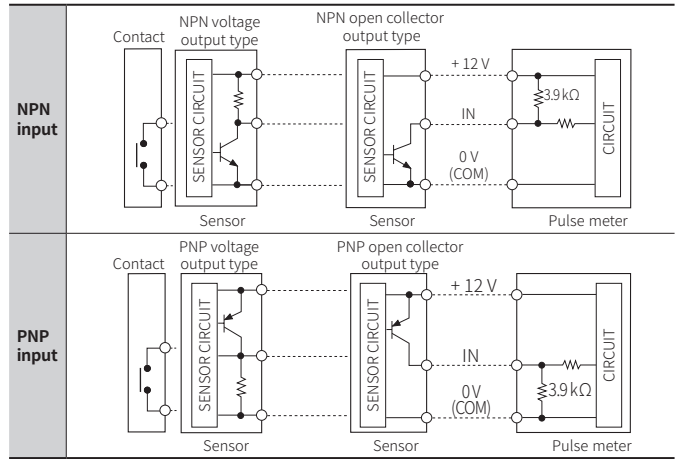 NPN input
Contact
NPN voltage
output type
NPN open collector
output type
SENSOR CIRCUIT
SENSOR CIRCUIT
+ 12 V
IN
0 V
(COM)
3.9 kΩ
CIRCUIT
Sensor
Sensor
Pulse meter
PNP input
Contact
PNP voltage
output type
PNP open collector
output type
SENSOR CIRCUIT
SENSOR CIRCUIT
+ 12 V
IN
0 V
(COM)
3.9 kΩ
CIRCUIT
Sensor
Sensor
Pulse meter